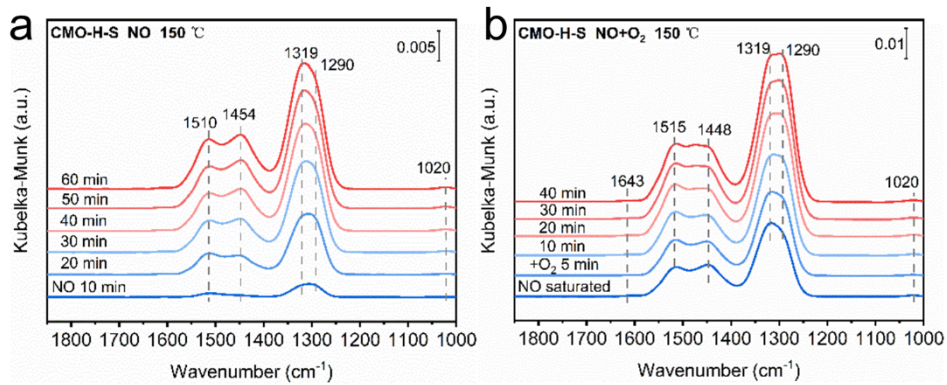 a
CMO-H-S NO 150 ℃
0.005
1319
1290
1510
1454
1020
60 min
50 min
40 min
30 min
20 min
NO 10 min
Kubelka-Munk (a.u.)
1800 1700 1600 1500 1400 1300 1200 1100 1000
Wavenumber (cm⁻¹)
b
CMO-H-S NO+O₂ 150 ℃
0.01
1319
1290
1515
1448
1643
1020
40 min
30 min
20 min
10 min
+O₂ 5 min
NO saturated
Kubelka-Munk (a.u.)
1800 1700 1600 1500 1400 1300 1200 1100 1000
Wavenumber (cm⁻¹)